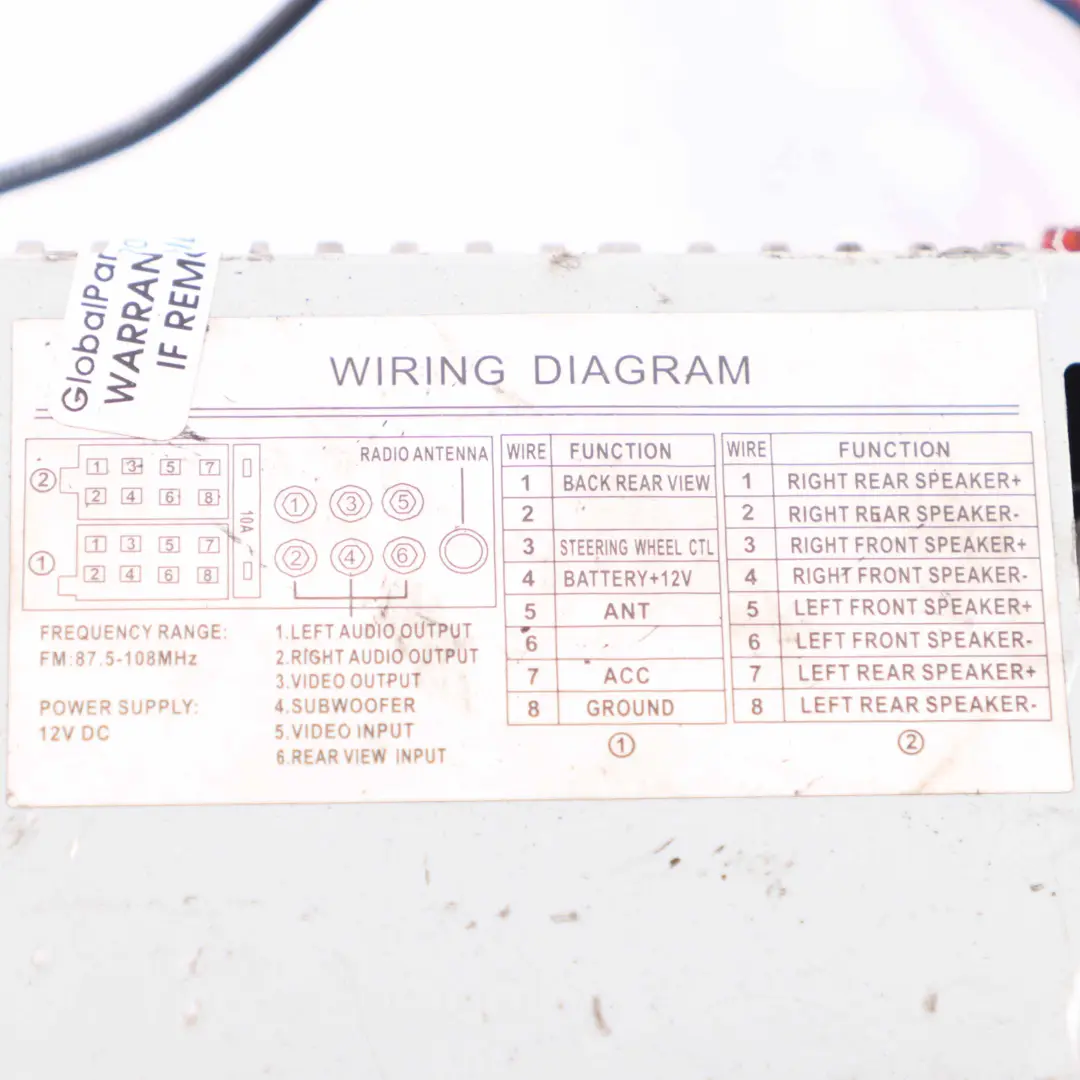 GlobalPar
WARRAN
IF REM
WIRING DIAGRAM
RADIO ANTENNA
② 1 3 5 7
2 4 6 8
① 1 3 5 7
2 4 6 8
10A
① ③ ⑤
② ④ ⑥
FREQUENCY RANGE:
FM:87.5-108MHz
POWER SUPPLY:
12V DC
1.LEFT AUDIO OUTPUT
2.RIGHT AUDIO OUTPUT
3.VIDEO OUTPUT
4.SUBWOOFER
5.VIDEO INPUT
6.REAR VIEW INPUT
WIRE FUNCTION
1 BACK REAR VIEW
2
3 STEERING WHEEL CTL
4 BATTERY+12V
5 ANT
6
7 ACC
8 GROUND
①
WIRE FUNCTION
1 RIGHT REAR SPEAKER+
2 RIGHT REAR SPEAKER-
3 RIGHT FRONT SPEAKER+
4 RIGHT FRONT SPEAKER-
5 LEFT FRONT SPEAKER+
6 LEFT FRONT SPEAKER-
7 LEFT REAR SPEAKER+
8 LEFT REAR SPEAKER-
②